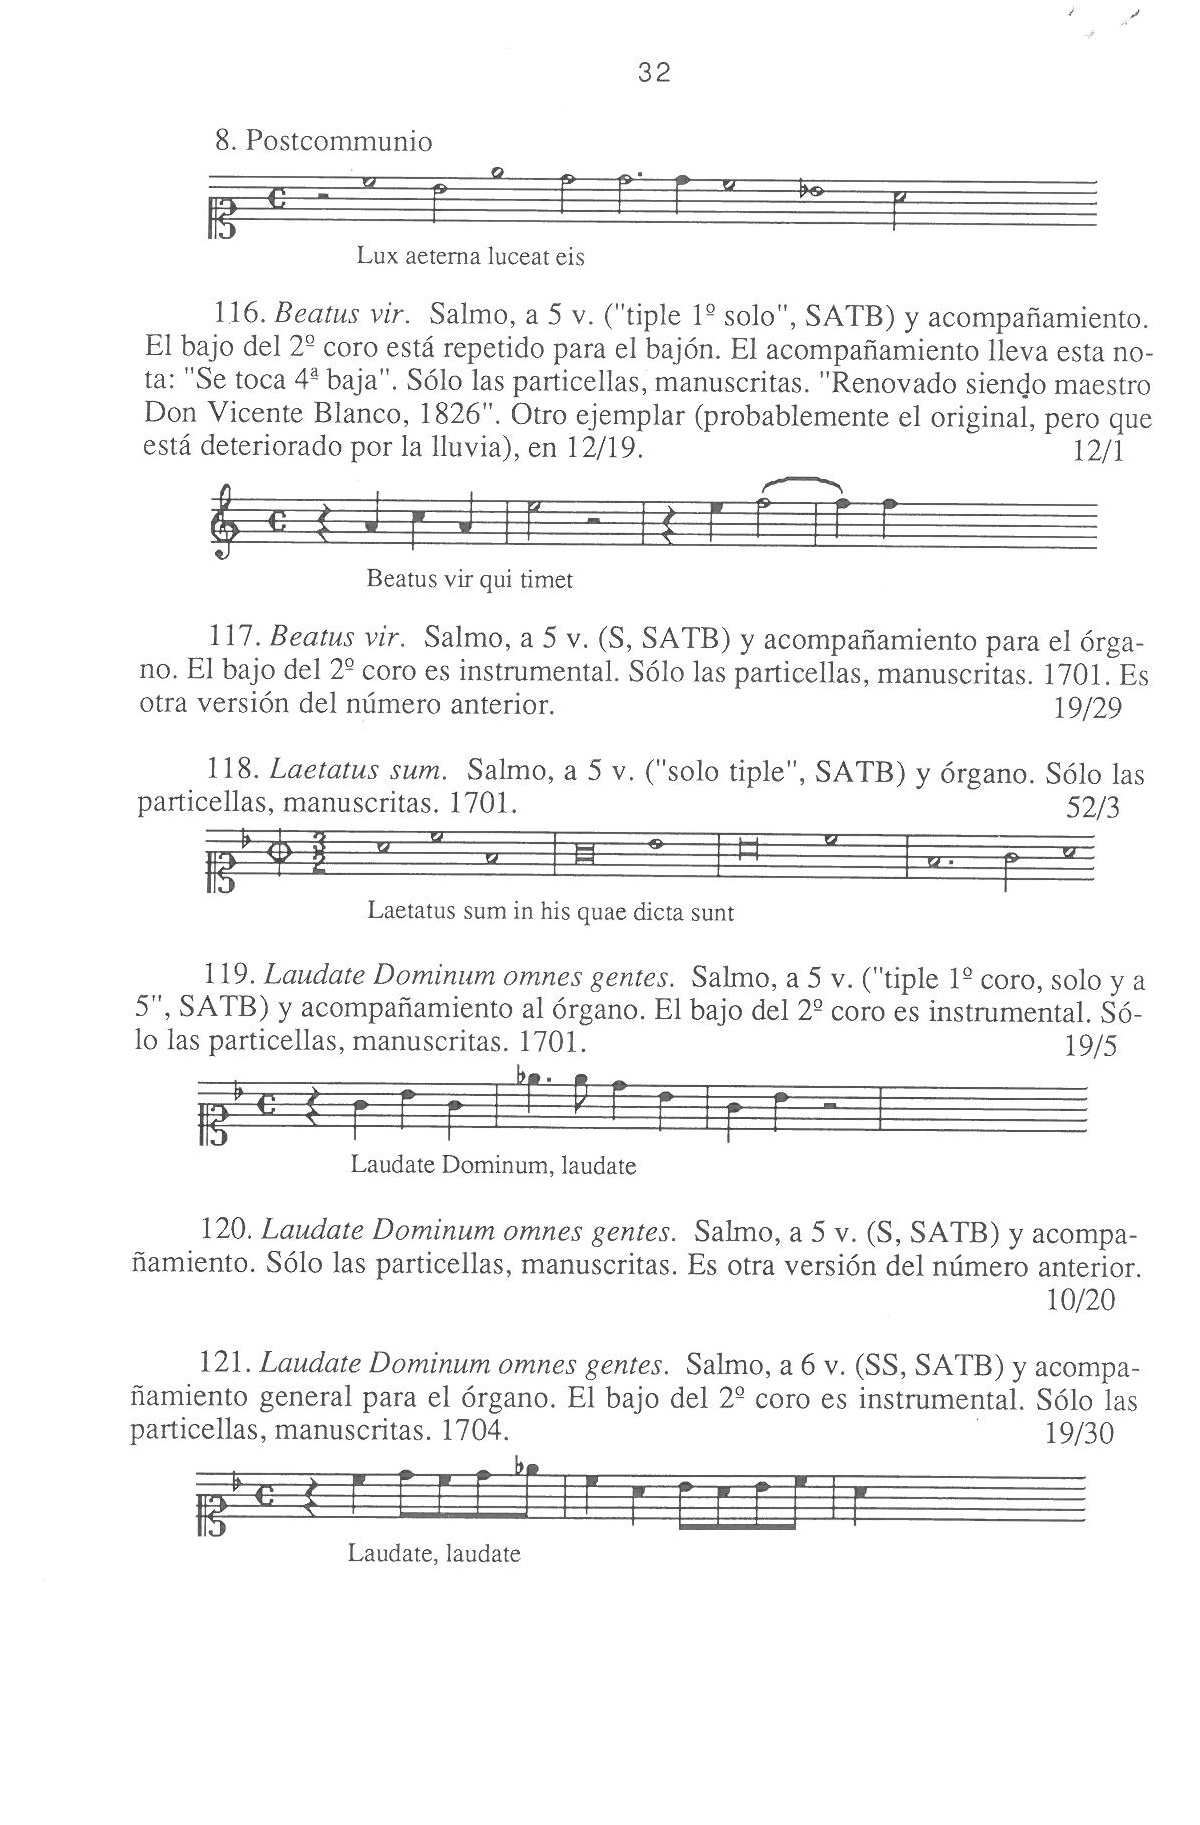 32
8. Postcommunio
Lux aeterna luceat eis
116. Beatus vir. Salmo, a 5 v. ("tiple 1º solo", SATB) y acompañamiento.
El bajo del 2º coro está repetido para el bajón. El acompañamiento lleva esta no-
ta: "Se toca 4ª baja". Sólo las particellas, manuscritas. "Renovado siendo maestro
Don Vicente Blanco, 1826". Otro ejemplar (probablemente el original, pero que
está deteriorado por la lluvia), en 12/19. 12/1
Beatus vir qui timet
117. Beatus vir. Salmo, a 5 v. (S, SATB) y acompañamiento para el órga-
no. El bajo del 2º coro es instrumental. Sólo las particellas, manuscritas. 1701. Es
otra versión del número anterior. 19/29
118. Laetatus sum. Salmo, a 5 v. ("solo tiple", SATB) y órgano. Sólo las
particellas, manuscritas. 1701. 52/3
3
2
Laetatus sum in his quae dicta sunt
119. Laudate Dominum omnes gentes. Salmo, a 5 v. ("tiple 1º coro, solo y a
5", SATB) y acompañamiento al órgano. El bajo del 2º coro es instrumental. Só-
lo las particellas, manuscritas. 1701. 19/5
Laudate Dominum, laudate
120. Laudate Dominum omnes gentes. Salmo, a 5 v. (S, SATB) y acompa-
ñamiento. Sólo las particellas, manuscritas. Es otra versión del número anterior.
10/20
121. Laudate Dominum omnes gentes. Salmo, a 6 v. (SS, SATB) y acompa-
ñamiento general para el órgano. El bajo del 2º coro es instrumental. Sólo las
particellas, manuscritas. 1704. 19/30
Laudate, laudate